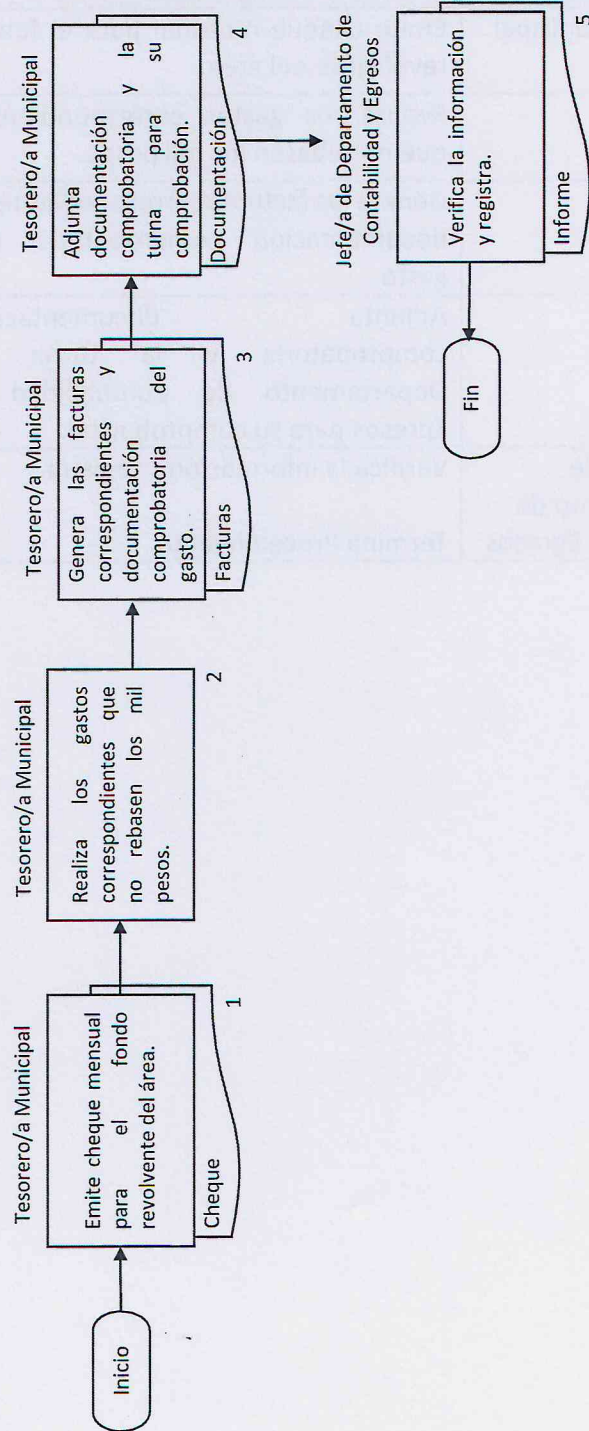 Inicio
Tesorero/a Municipal
Emite cheque mensual
para el fondo
revolvente del área.
Cheque
1
Tesorero/a Municipal
Realiza los gastos
correspondientes que
no rebasen los mil
pesos.
2
Tesorero/a Municipal
Genera las facturas
correspondientes y
documentación
comprobatoria del
gasto.
Facturas
3
Tesorero/a Municipal
Adjunta
documentación
comprobatoria y la
turna para su
comprobación.
Documentación
4
Jefe/a de Departamento de
Contabilidad y Egresos
Verifica la información
y registra.
Infome
5
Fin